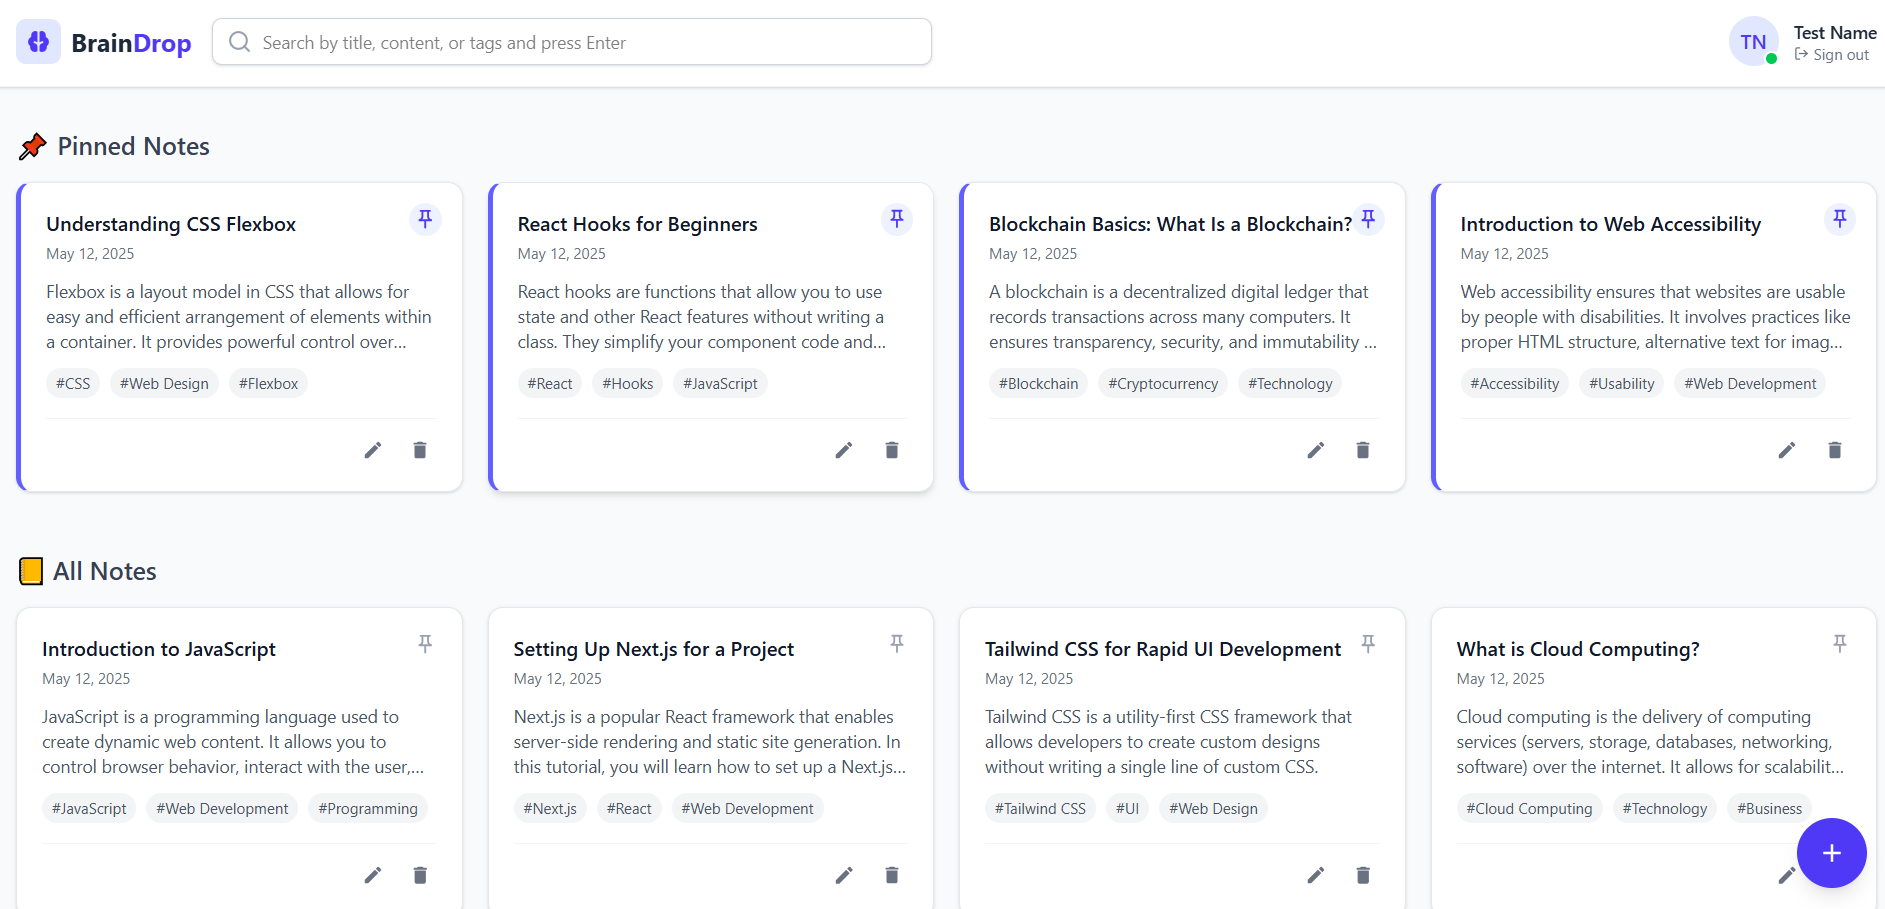 BrainDrop
Search by title, content, or tags and press Enter
TN
Test Name
Sign out
Pinned Notes
Understanding CSS Flexbox
May 12, 2025
Flexbox is a layout model in CSS that allows for
easy and efficient arrangement of elements within
a container. It provides powerful control over...
#CSS #Web Design #Flexbox
React Hooks for Beginners
May 12, 2025
React hooks are functions that allow you to use
state and other React features without writing a
class. They simplify your component code and...
#React #Hooks #JavaScript
Blockchain Basics: What Is a Blockchain?
May 12, 2025
A blockchain is a decentralized digital ledger that
records transactions across many computers. It
ensures transparency, security, and immutability ...
#Blockchain #Cryptocurrency #Technology
Introduction to Web Accessibility
May 12, 2025
Web accessibility ensures that websites are usable
by people with disabilities. It involves practices like
proper HTML structure, alternative text for imag...
#Accessibility #Usability #Web Development
All Notes
Introduction to JavaScript
May 12, 2025
JavaScript is a programming language used to
create dynamic web content. It allows you to
control browser behavior, interact with the user,...
#JavaScript #Web Development #Programming
Setting Up Next.js for a Project
May 12, 2025
Next.js is a popular React framework that enables
server-side rendering and static site generation. In
this tutorial, you will learn how to set up a Next.js...
#Next.js #React #Web Development
Tailwind CSS for Rapid UI Development
May 12, 2025
Tailwind CSS is a utility-first CSS framework that
allows developers to create custom designs
without writing a single line of custom CSS.
#Tailwind CSS #UI #Web Design
What is Cloud Computing?
May 12, 2025
Cloud computing is the delivery of computing
services (servers, storage, databases, networking,
software) over the internet. It allows for scalabilit...
#Cloud Computing #Technology #Business